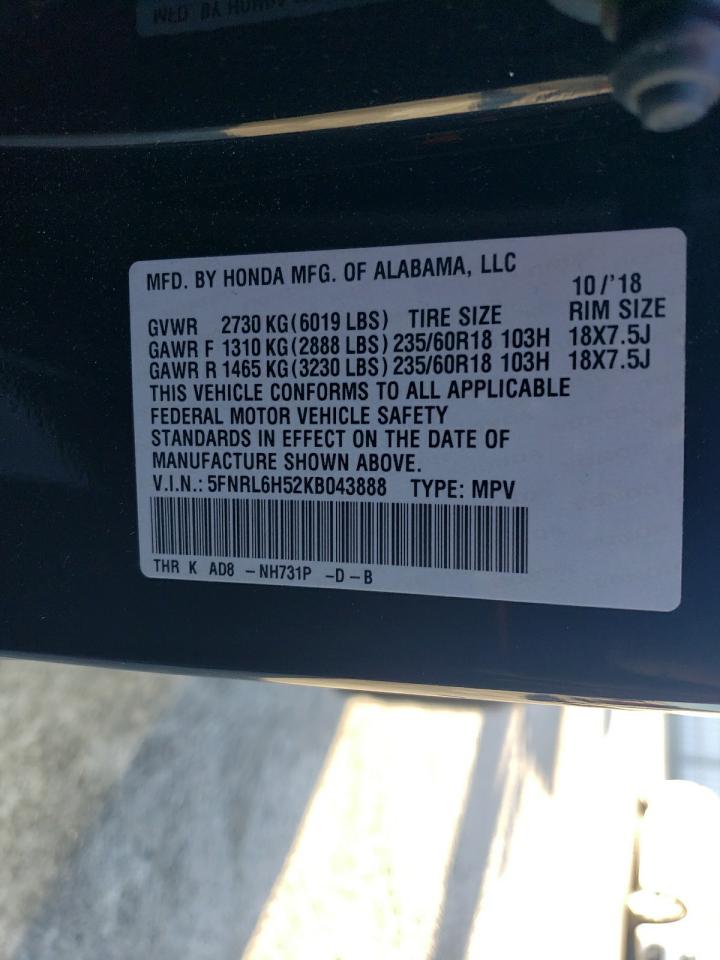 MFD. BY HONDA
MFD. BY HONDA MFG. OF ALABAMA, LLC 10/'18
GVWR 2730 KG(6019 LBS) TIRE SIZE RIM SIZE
GAWR F 1310 KG(2888 LBS) 235/60R18 103H 18X7.5J
GAWR R 1465 KG(3230 LBS) 235/60R18 103H 18X7.5J
THIS VEHICLE CONFORMS TO ALL APPLICABLE
FEDERAL MOTOR VEHICLE SAFETY
STANDARDS IN EFFECT ON THE DATE OF
MANUFACTURE SHOWN ABOVE.
V.I.N.: 5FNRL6H52KB043888 TYPE: MPV
THR K AD8 -NH731P -D-B